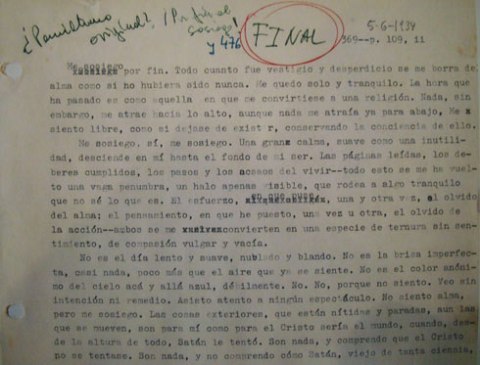 ¿Penúltimo original?, ¡Por fin el sosiego!
y 476
FINAL
5-6-1934
369--p. 109, 11
Me sosiego
por fin. Todo cuanto fue vestigio y desperdicio se me borra de
alma como si no hubiera sido nunca. Me quedo solo y tranquilo. La hora que
ha pasado es como aquella en que me convirtiese a una religión. Nada, sin
embargo, me atrae hacia lo alto, aunque nada me atraía ya para abajo, Me
siento libre, como si dejase de exist r, conservando la conciencia de ello.
Me sosiego. sí, me sosiego. Una gran calma, suave como una inutili-
dad, desciende en mí hasta el fondo de mi ser. Las páginas leídas, los de-
beres cumplidos, los pasos y los acasos del vivir--todo esto se me ha vuel-
to una vaga penumbra, un halo apenas visible, que rodea a algo tranquilo
que no sé lo que es. El esfuerzo, en que puse, una y otra vez, el olvido
del alma; el pensamiento, en que he puesto, una vez u otra, el olvido de
la acción--ambos se me convierten en una especie de ternura sin sen-
timiento, de compasión vulgar y vacía.
No es el día lento y suave, nublado y blando. No es la brisa imperfec-
ta, casi nada, poco más que el aire que ya se siente. No es el color anóni-
mo del cielo acá y allá azul, débilmente. No. No, porque no siento. Veo sin
intención ni remedio. Asisto atento a ningún espectáculo. No siento alma,
pero me sosiego. Las cosas exteriores, que están nítidas y paradas, aun las
que se mueven, son para mí como para el Cristo sería el mundo, cuando, des-
de la altura de todo, Satán le tentó. Son nada, y comprendo que el Cristo
no se tentase. Son nada, y no comprendo cómo Satán, viejo de tanta ciencia,